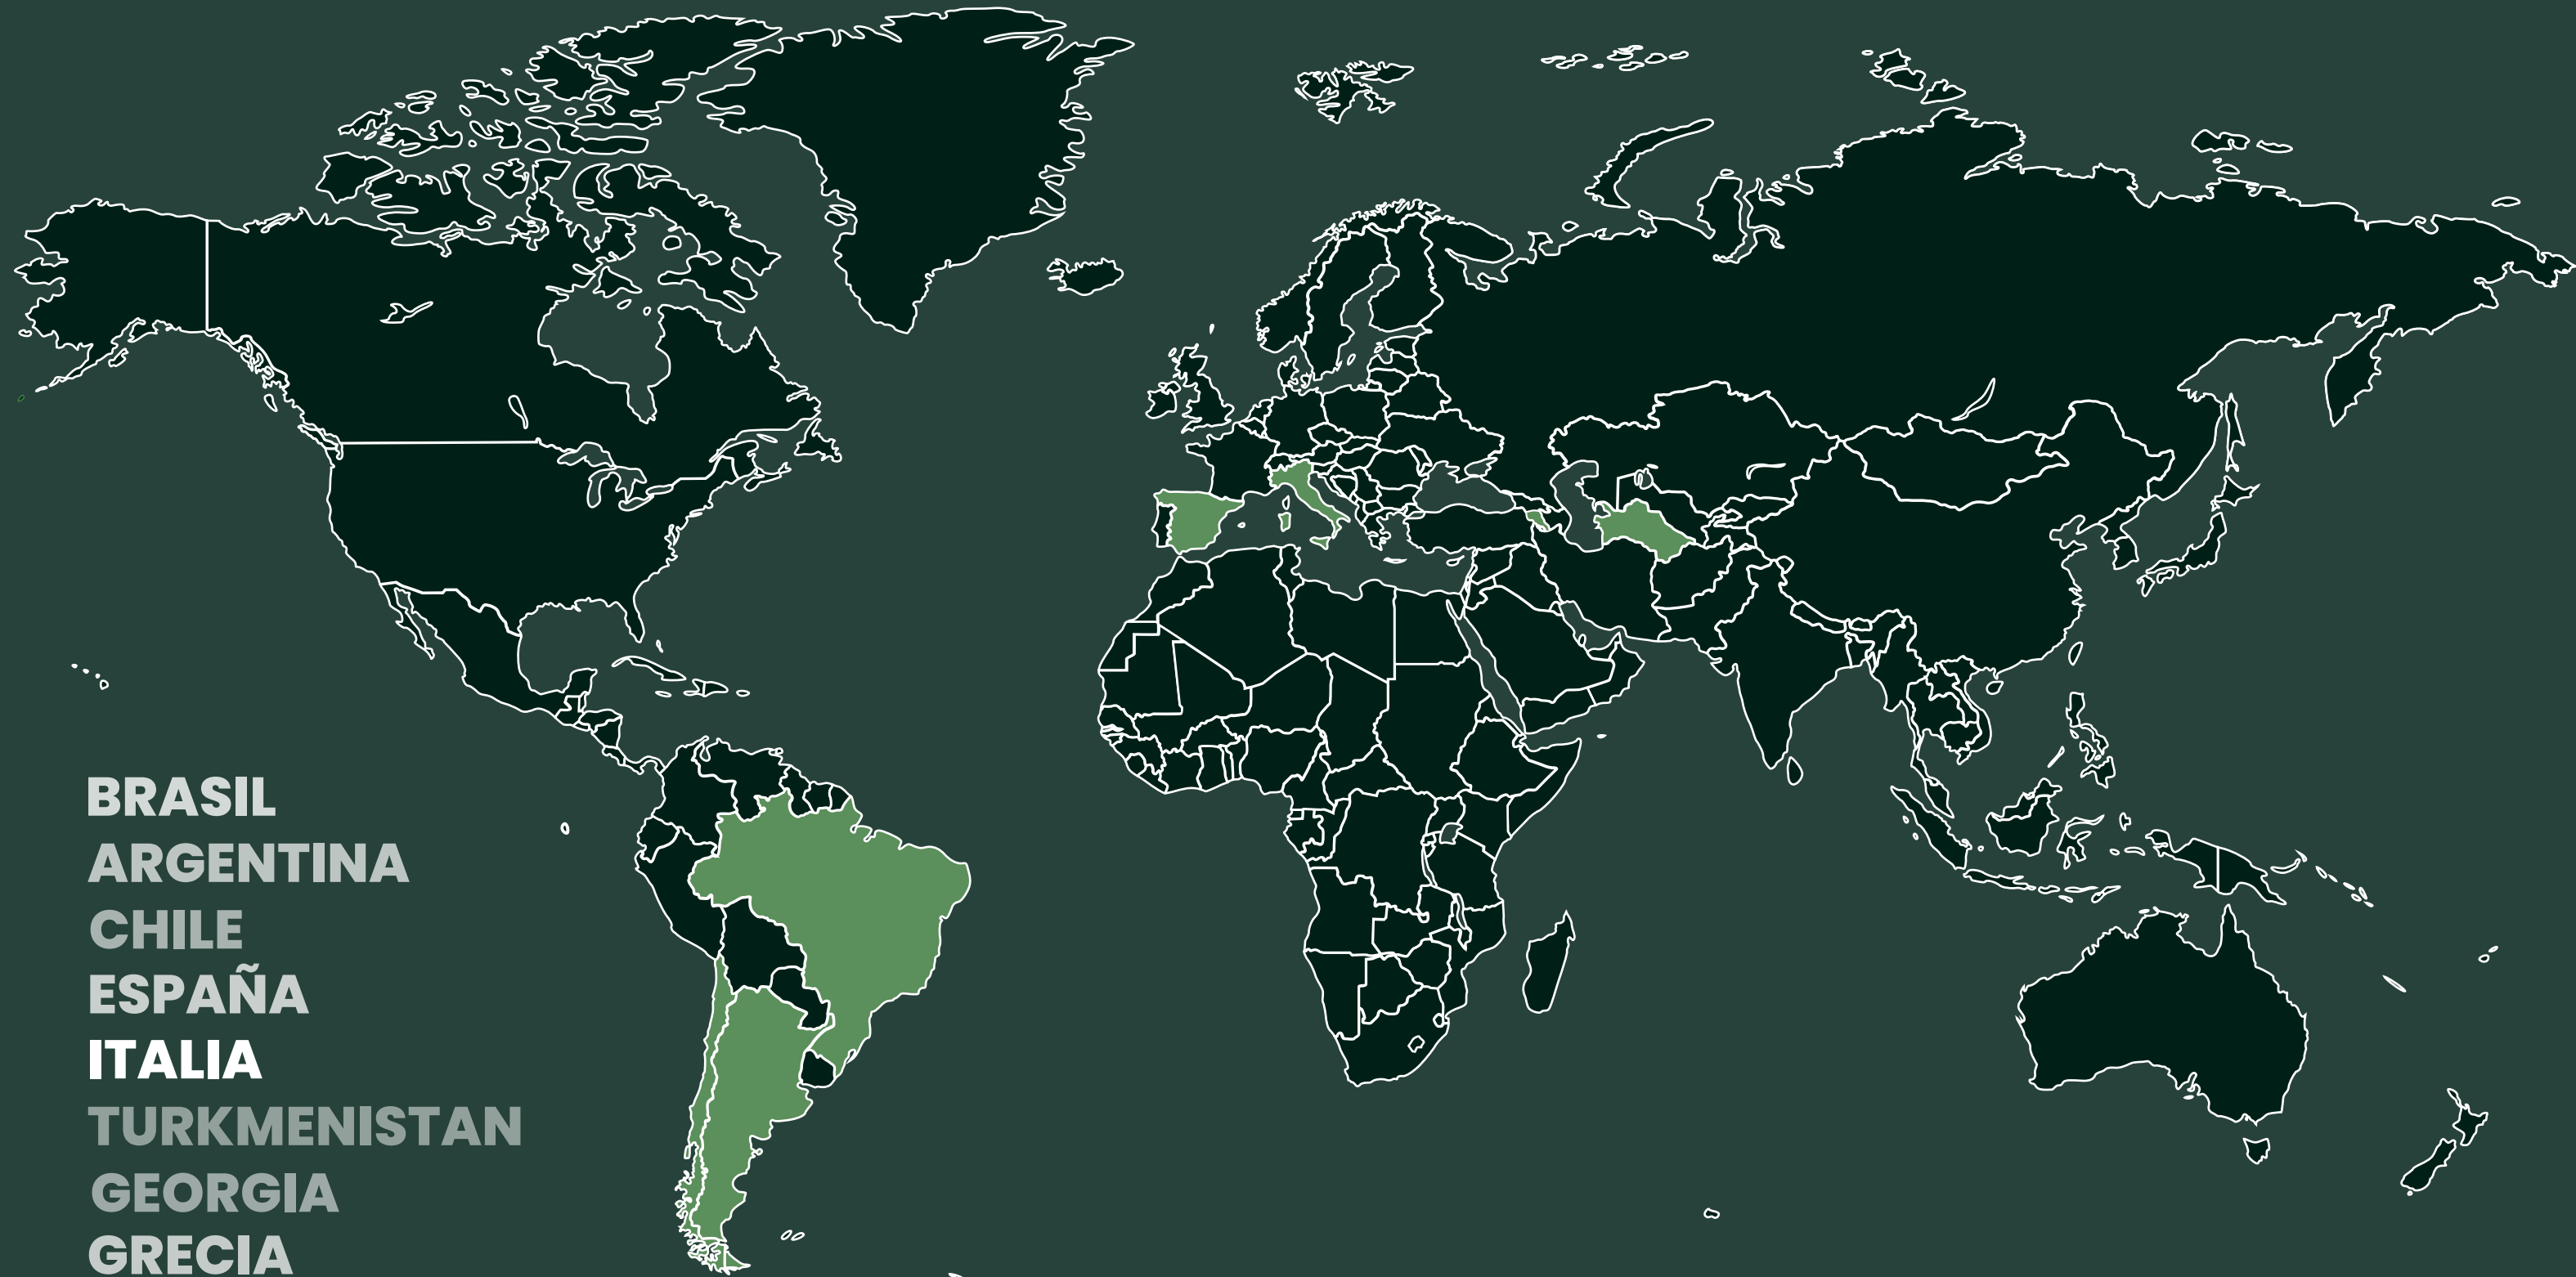 BRASIL
ARGENTINA
CHILE
ESPAÑA
ITALIA
TURKMENISTAN
GEORGIA
GRECIA